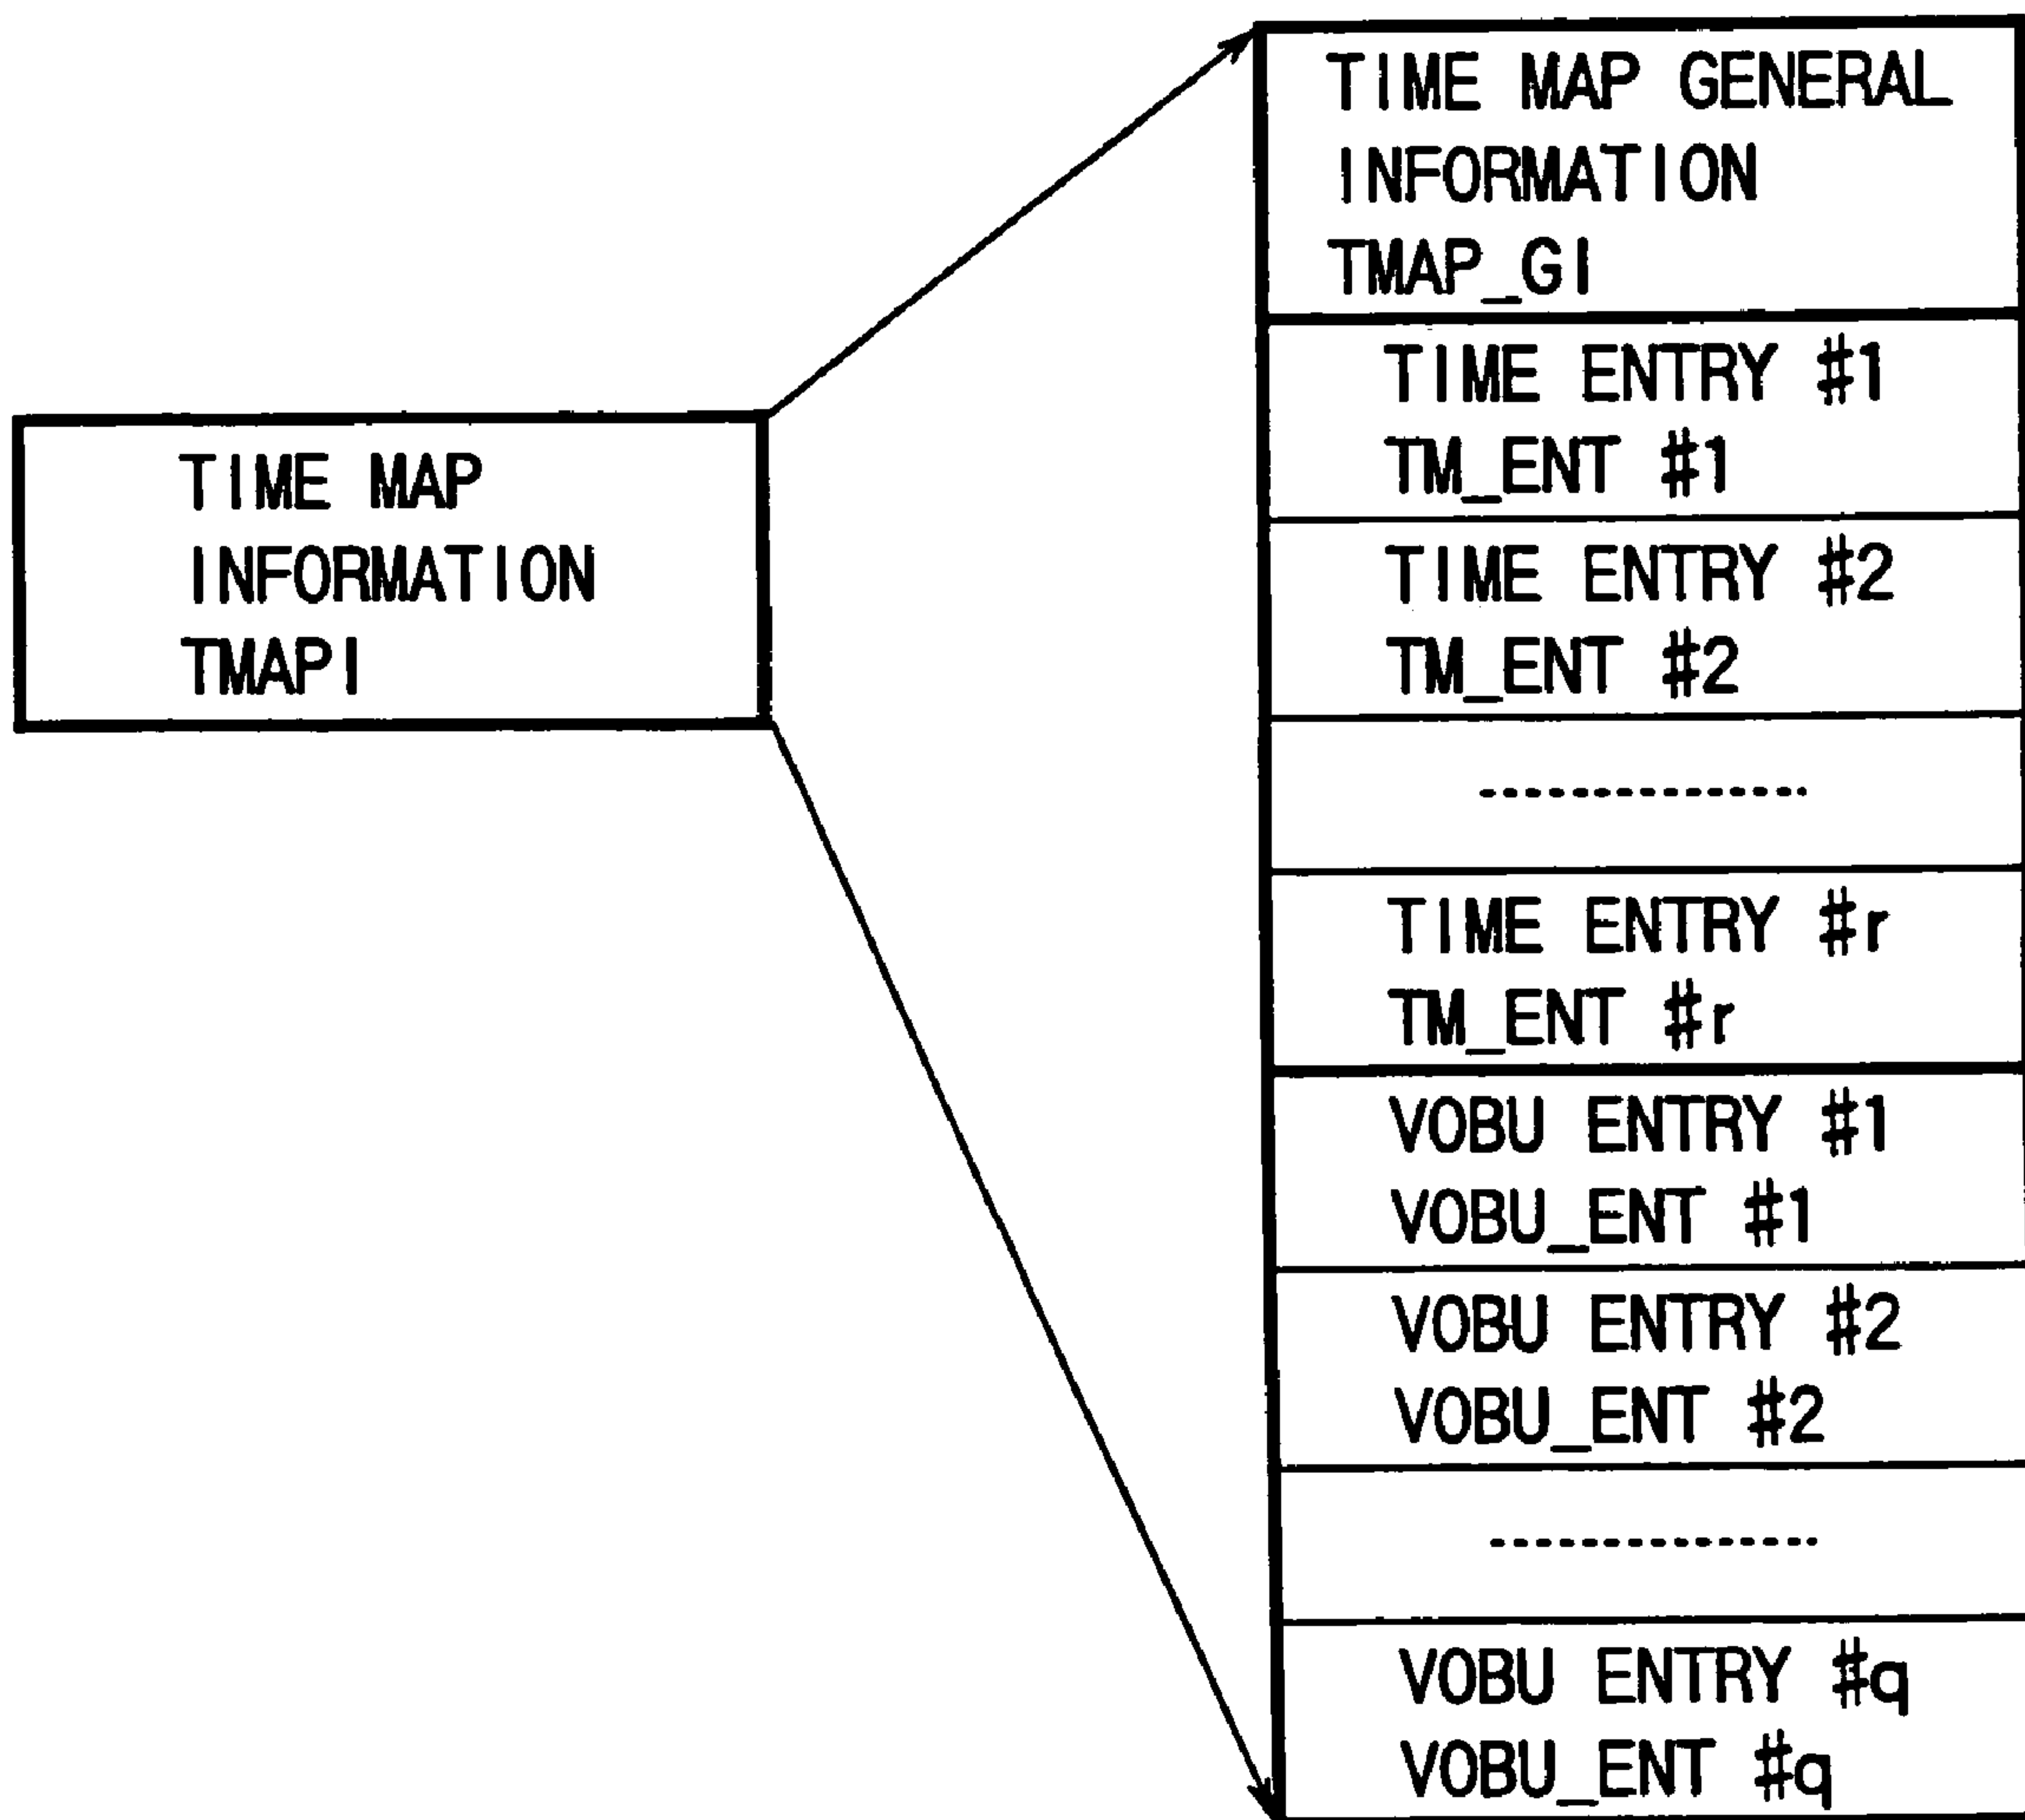 TIME MAP
INFORMATION
TMAPI
TIME MAP GENERAL
INFORMATION
TMAP_GI
TIME ENTRY #1
TM_ENT #1
TIME ENTRY #2
TM_ENT #2
TIME ENTRY #r
TM_ENT #r
VOBU ENTRY #1
VOBU_ENT #1
VOBU ENTRY #2
VOBU_ENT #2
VOBU ENTRY #q
VOBU_ENT #q